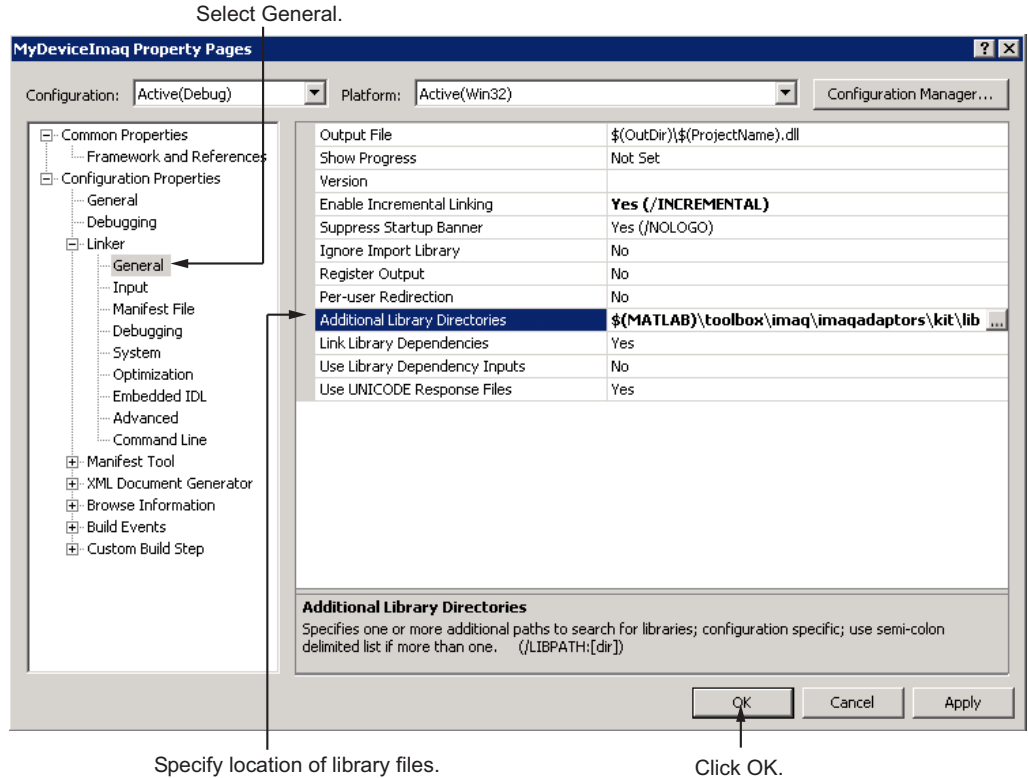 Select General.
MyDeviceImaq Property Pages
Configuration: Active(Debug) Platform: Active(Win32) Configuration Manager...
Common Properties
Framework and References
Configuration Properties
General
Debugging
Linker
General
Input
Manifest File
Debugging
System
Optimization
Embedded IDL
Advanced
Command Line
Manifest Tool
XML Document Generator
Browse Information
Build Events
Custom Build Step
Output File $(OutDir)\$(ProjectName).dll
Show Progress Not Set
Version
Enable Incremental Linking Yes (/INCREMENTAL)
Suppress Startup Banner Yes (/NOLOGO)
Ignore Import Library No
Register Output No
Per-user Redirection No
Additional Library Directories $(MATLAB)\toolbox\imaq\imaqadaptors\kit\lib ...
Link Library Dependencies Yes
Use Library Dependency Inputs No
Use UNICODE Response Files Yes
Additional Library Directories
Specifies one or more additional paths to search for libraries; configuration specific; use semi-colon
delimited list if more than one. (/LIBPATH:[dir])
OK Cancel Apply
Specify location of library files.
Click OK.